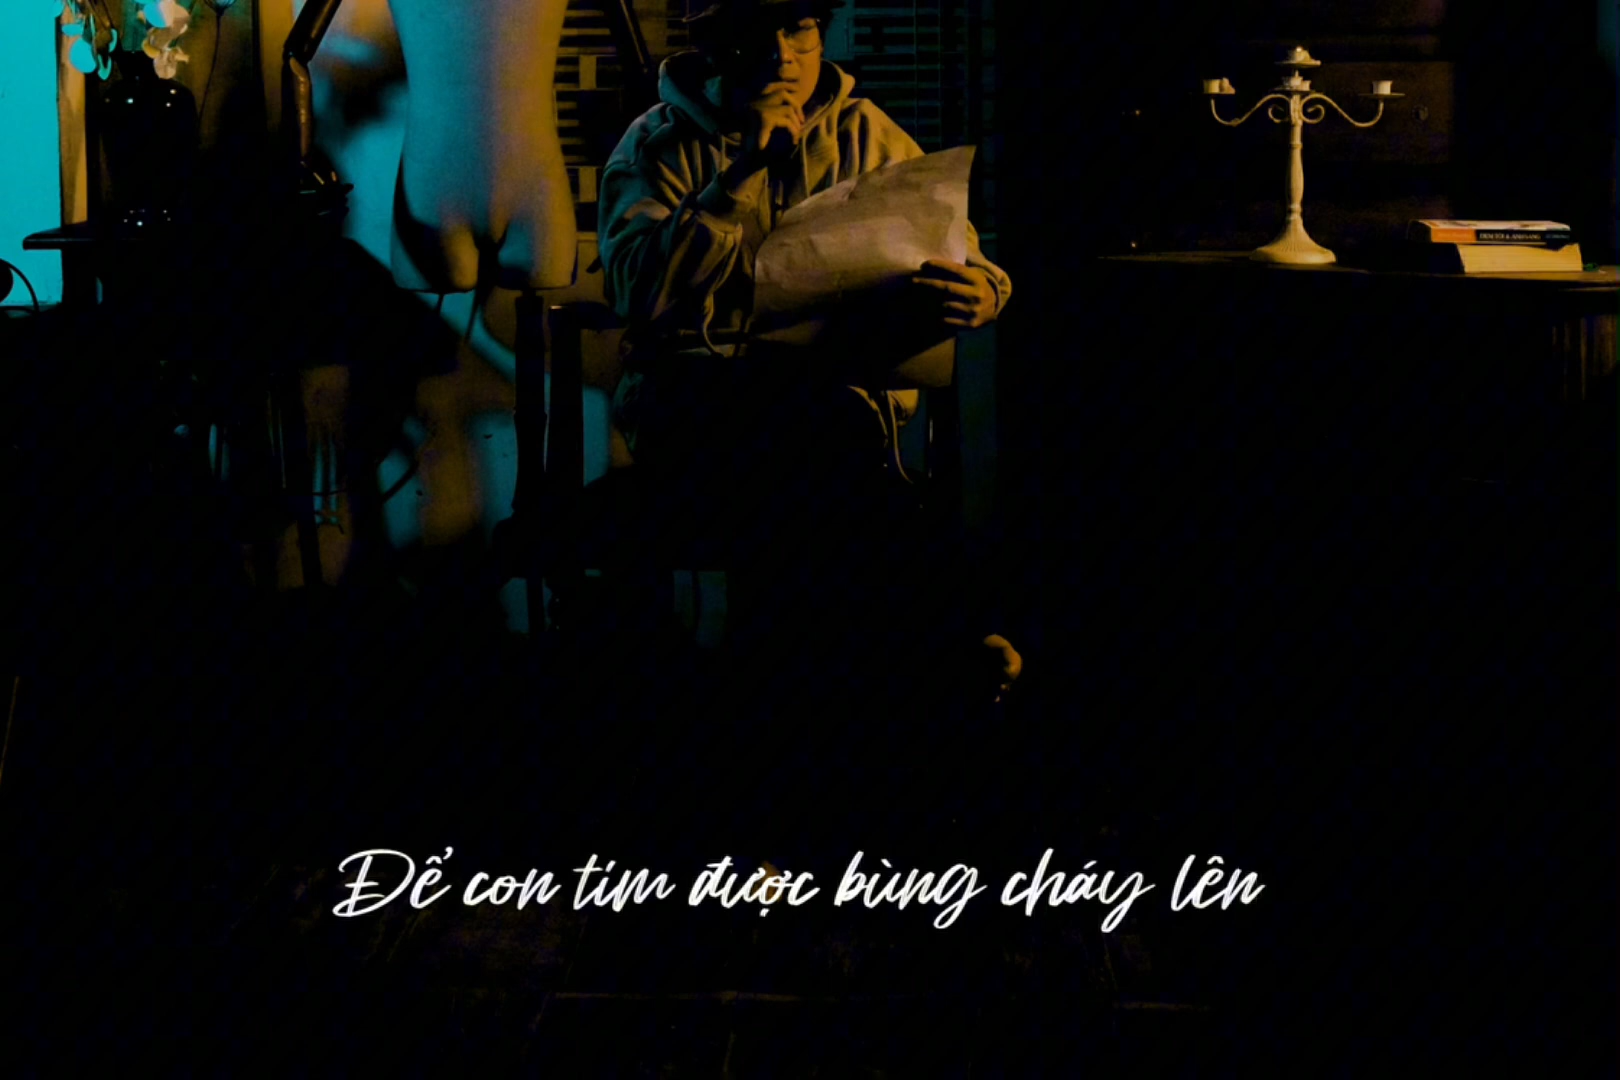 Để con tim được bùng cháy lên